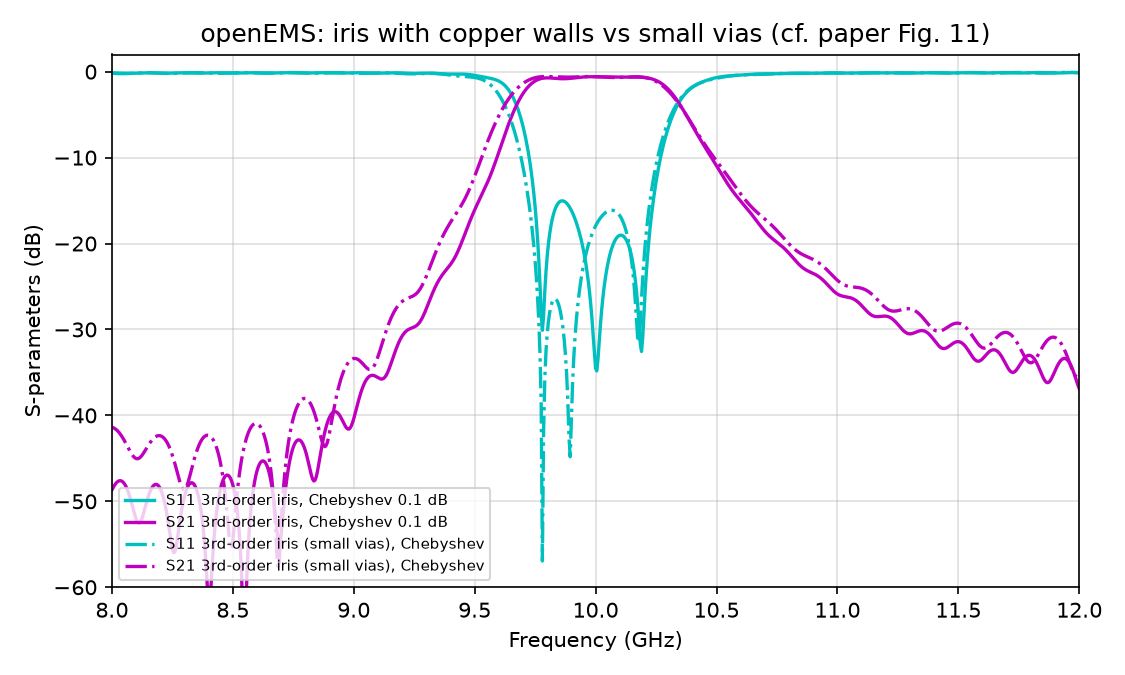 openEMS: iris with copper walls vs small vias (cf. paper Fig. 11)
S-parameters (dB)
0
−10
−20
−30
−40
−50
−60
S11 3rd-order iris, Chebyshev 0.1 dB
S21 3rd-order iris, Chebyshev 0.1 dB
S11 3rd-order iris (small vias), Chebyshev
S21 3rd-order iris (small vias), Chebyshev
8.0 8.5 9.0 9.5 10.0 10.5 11.0 11.5 12.0
Frequency (GHz)